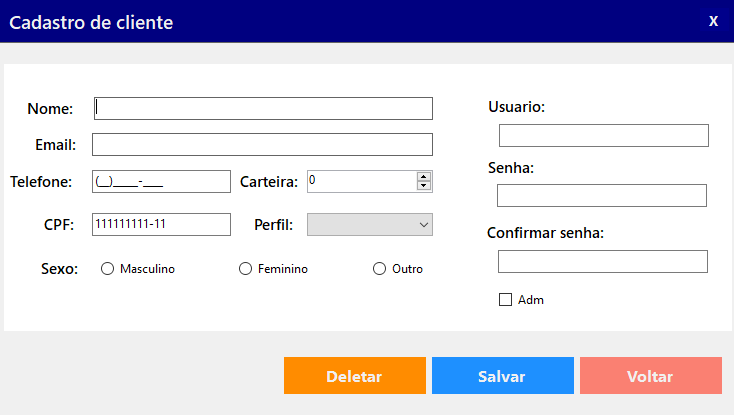 Cadastro de cliente X
Nome:
Usuario:
Email:
Telefone: (__)____-___ Carteira: 0
Senha:
CPF: 111111111-11 Perfil:
Confirmar senha:
Sexo: Masculino Feminino Outro
Adm
Deletar Salvar Voltar